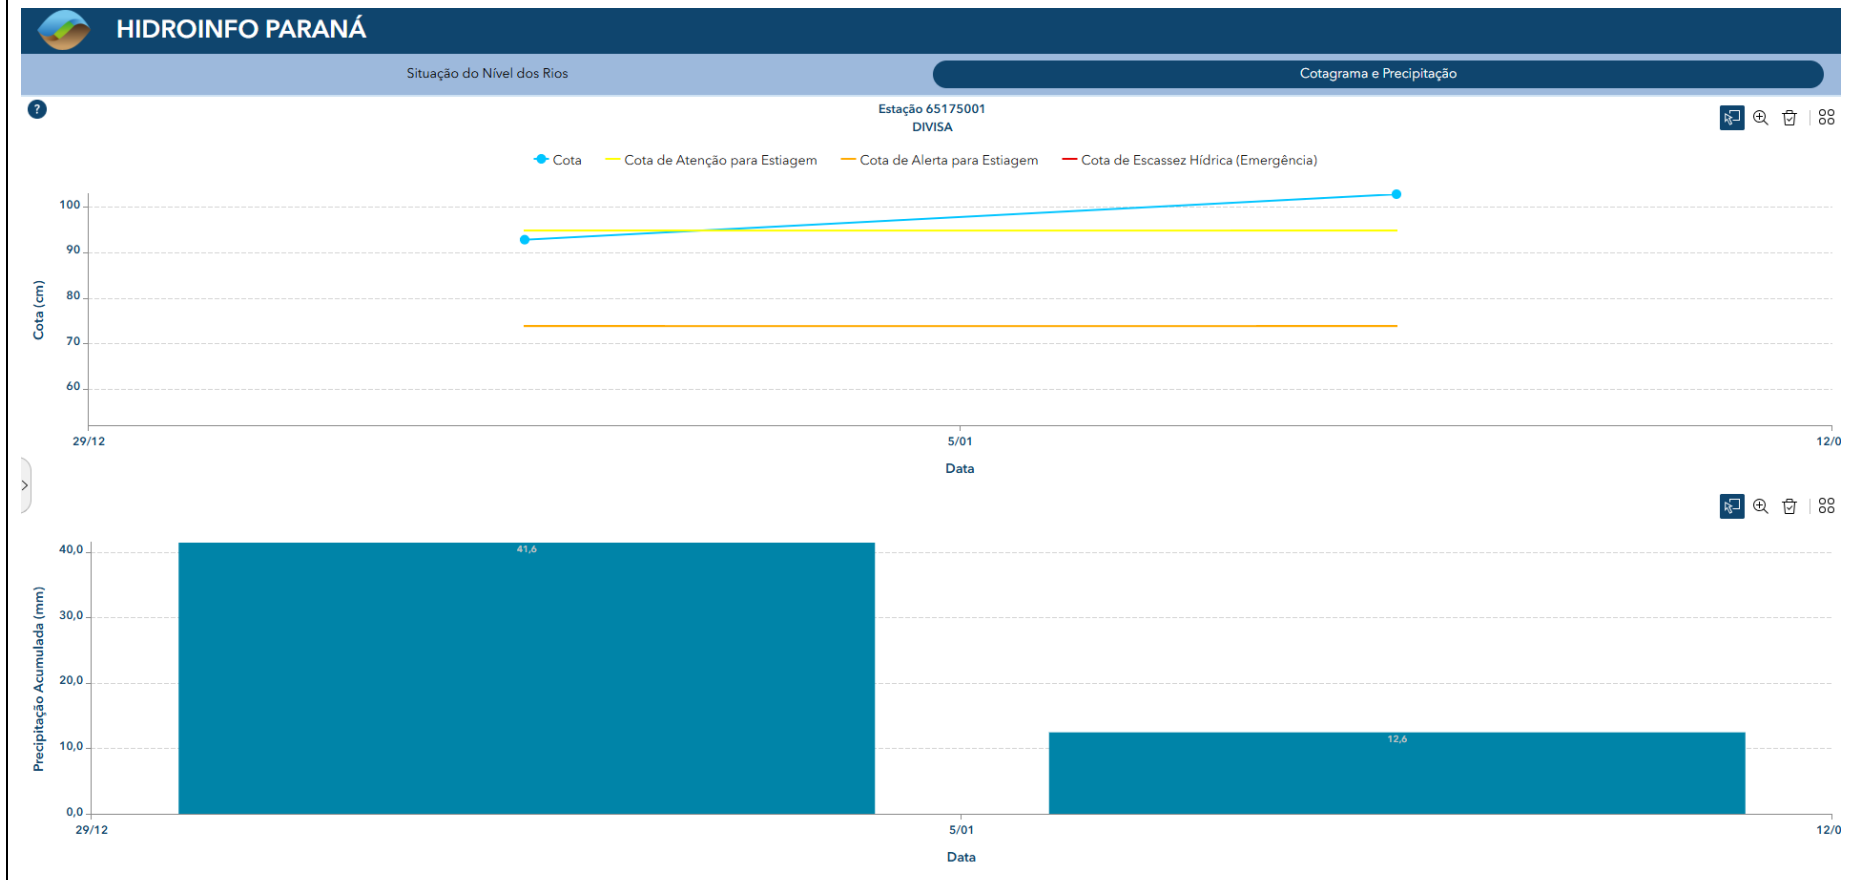 HIDROINFO PARANÁ
Situação do Nível dos Rios
Cotagrama e Precipitação
?
Estação 65175001
DIVISA
Cota
Cota de Atenção para Estiagem
Cota de Alerta para Estiagem
Cota de Escassez Hídrica (Emergência)
Cota (cm)
100
90
80
70
60
29/12
5/01
12/0
Data
Precipitação Acumulada (mm)
40,0
30,0
20,0
10,0
0,0
41,6
12,6
29/12
5/01
12/0
Data